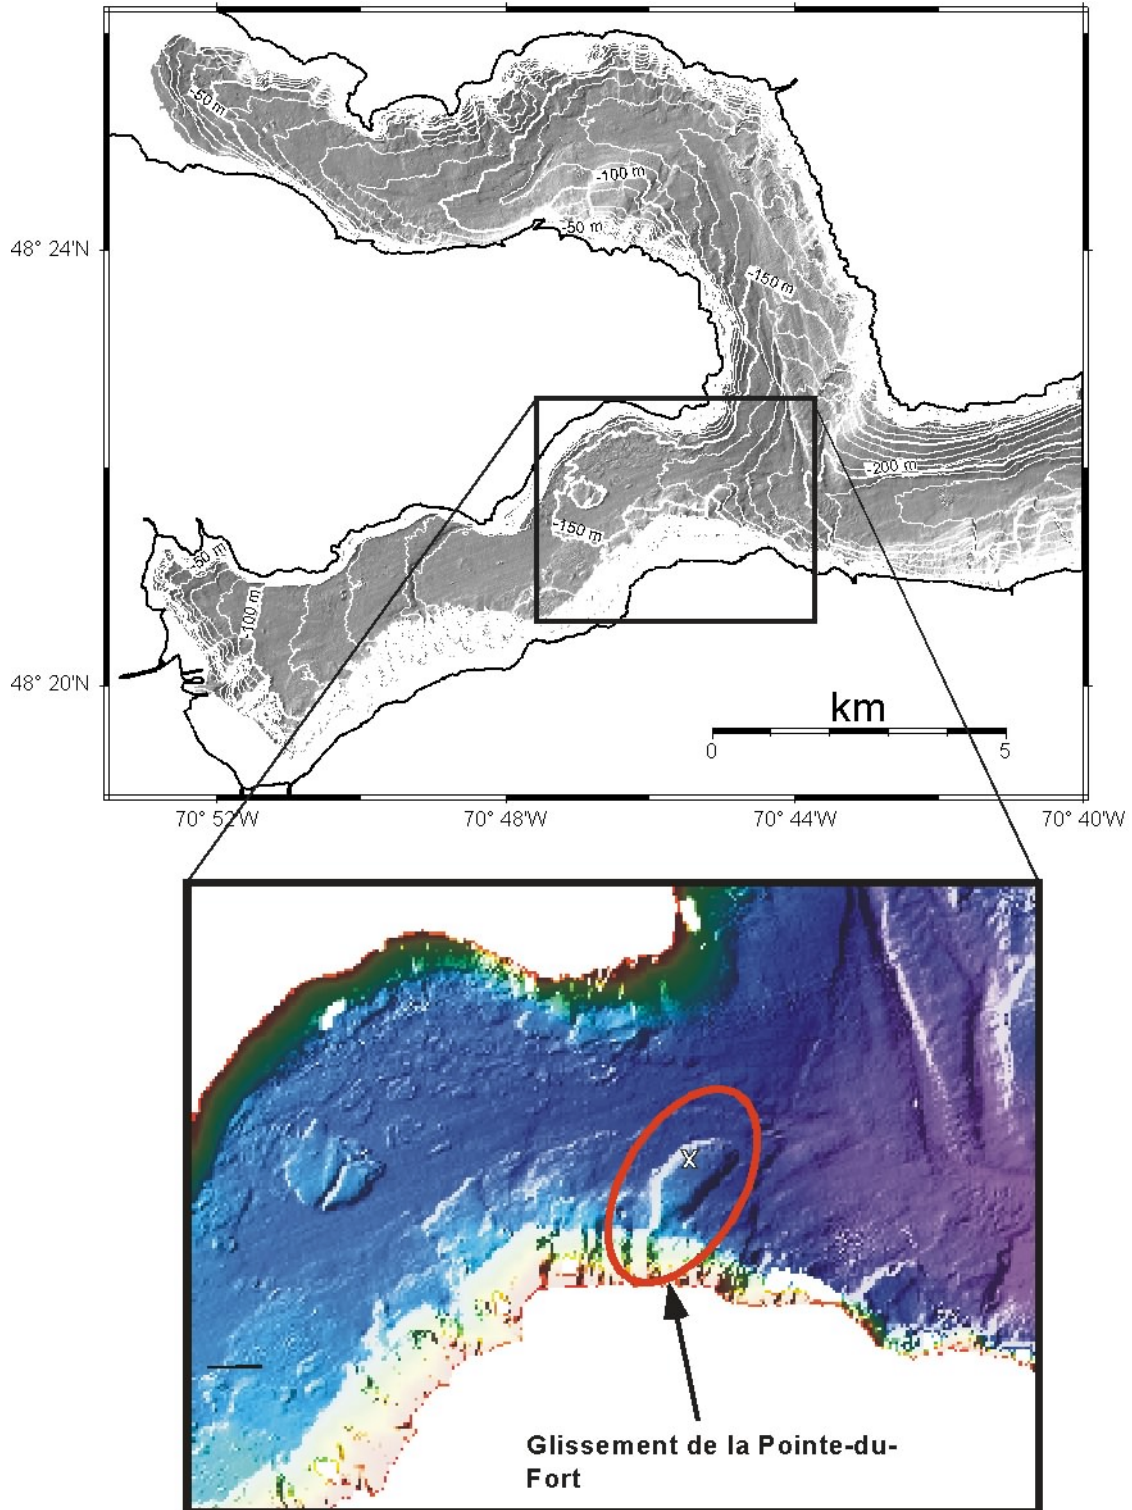 -50 m
-100 m
-50 m
48° 24'N
-150 m
-200 m
-150 m
-50 m
-100 m
48° 20'N
km
0 5
70° 52'W 70° 48'W 70° 44'W 70° 40'W
X
Glissement de la Pointe-du-
Fort